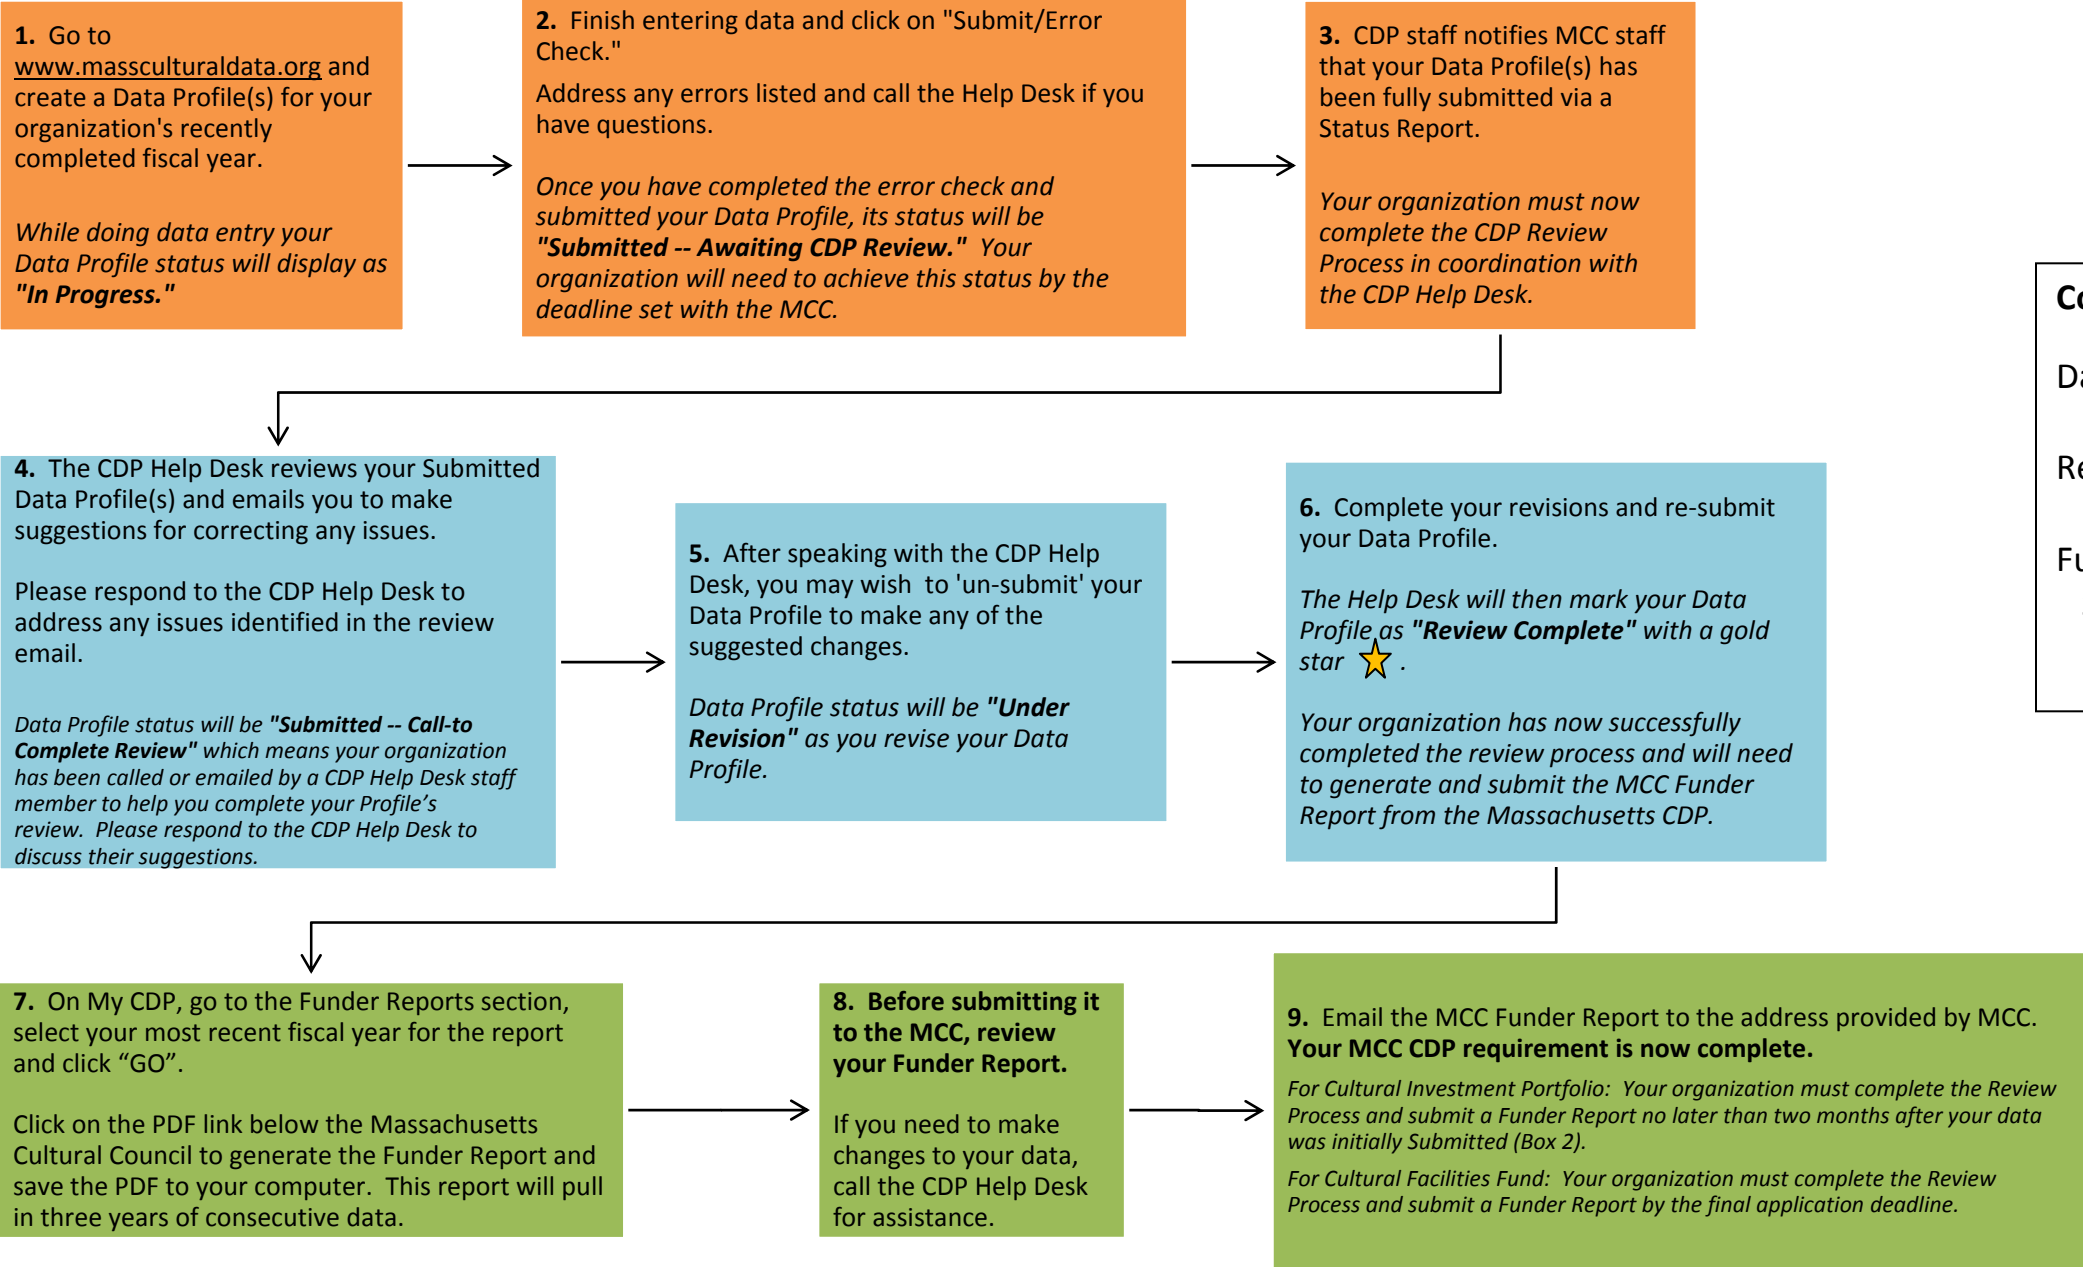 1. Go to
www.massculturaldata.org and
create a Data Profile(s) for your
organization's recently
completed fiscal year.
While doing data entry your
Data Profile status will display as
"In Progress."
2. Finish entering data and click on "Submit/Error
Check."
Address any errors listed and call the Help Desk if you
have questions.
Once you have completed the error check and
submitted your Data Profile, its status will be
"Submitted -- Awaiting CDP Review." Your
organization will need to achieve this status by the
deadline set with the MCC.
3. CDP staff notifies MCC staff
that your Data Profile(s) has
been fully submitted via a
Status Report.
Your organization must now
complete the CDP Review
Process in coordination with
the CDP Help Desk.
4. The CDP Help Desk reviews your Submitted
Data Profile(s) and emails you to make
suggestions for correcting any issues.
Please respond to the CDP Help Desk to
address any issues identified in the review
email.
Data Profile status will be "Submitted -- Call-to
Complete Review" which means your organization
has been called or emailed by a CDP Help Desk staff
member to help you complete your Profile's
review. Please respond to the CDP Help Desk to
discuss their suggestions.
5. After speaking with the CDP Help
Desk, you may wish to 'un-submit' your
Data Profile to make any of the
suggested changes.
Data Profile status will be "Under
Revision" as you revise your Data
Profile.
6. Complete your revisions and re-submit
your Data Profile.
The Help Desk will then mark your Data
Profile as "Review Complete" with a gold
star .
Your organization has now successfully
completed the review process and will need
to generate and submit the MCC Funder
Report from the Massachusetts CDP.
7. On My CDP, go to the Funder Reports section,
select your most recent fiscal year for the report
and click “GO”.
Click on the PDF link below the Massachusetts
Cultural Council to generate the Funder Report and
save the PDF to your computer. This report will pull
in three years of consecutive data.
8. Before submitting it
to the MCC, review
your Funder Report.
If you need to make
changes to your data,
call the CDP Help Desk
for assistance.
9. Email the MCC Funder Report to the address provided by MCC.
Your MCC CDP requirement is now complete.
For Cultural Investment Portfolio: Your organization must complete the Review
Process and submit a Funder Report no later than two months after your data
was initially Submitted (Box 2).
For Cultural Facilities Fund: Your organization must complete the Review
Process and submit a Funder Report by the final application deadline.